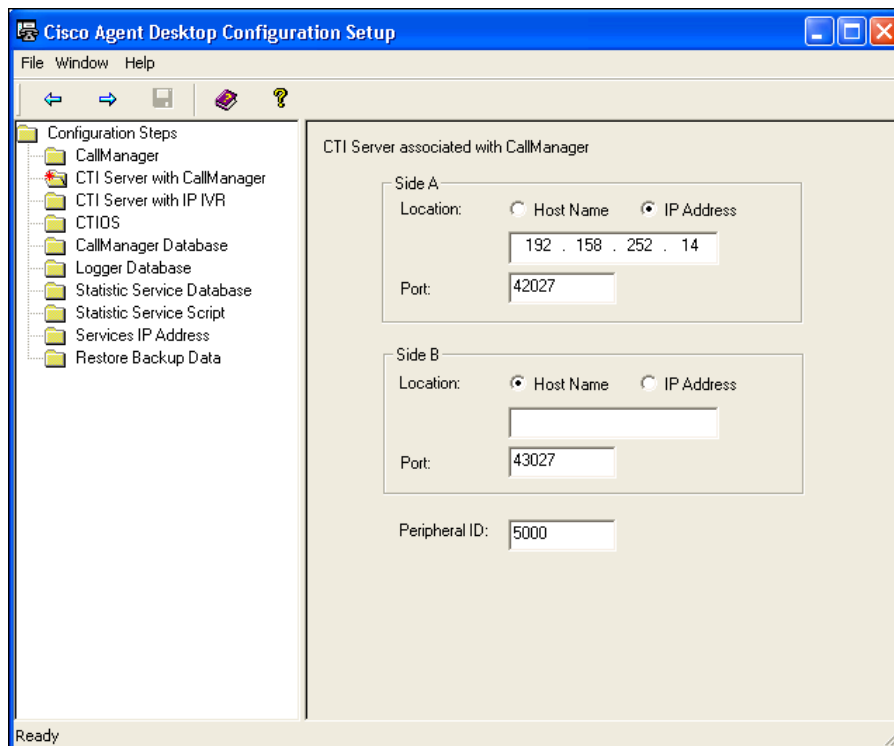 Cisco Agent Desktop Configuration Setup
File Window Help
Configuration Steps
CallManager
CTI Server with CallManager
CTI Server with IP IVR
CTIOS
CallManager Database
Logger Database
Statistic Service Database
Statistic Service Script
Services IP Address
Restore Backup Data
CTI Server associated with CallManager
Side A
Location: Host Name IP Address
192 . 158 . 252 . 14
Port: 42027
Side B
Location: Host Name IP Address
Port: 43027
Peripheral ID: 5000
Ready